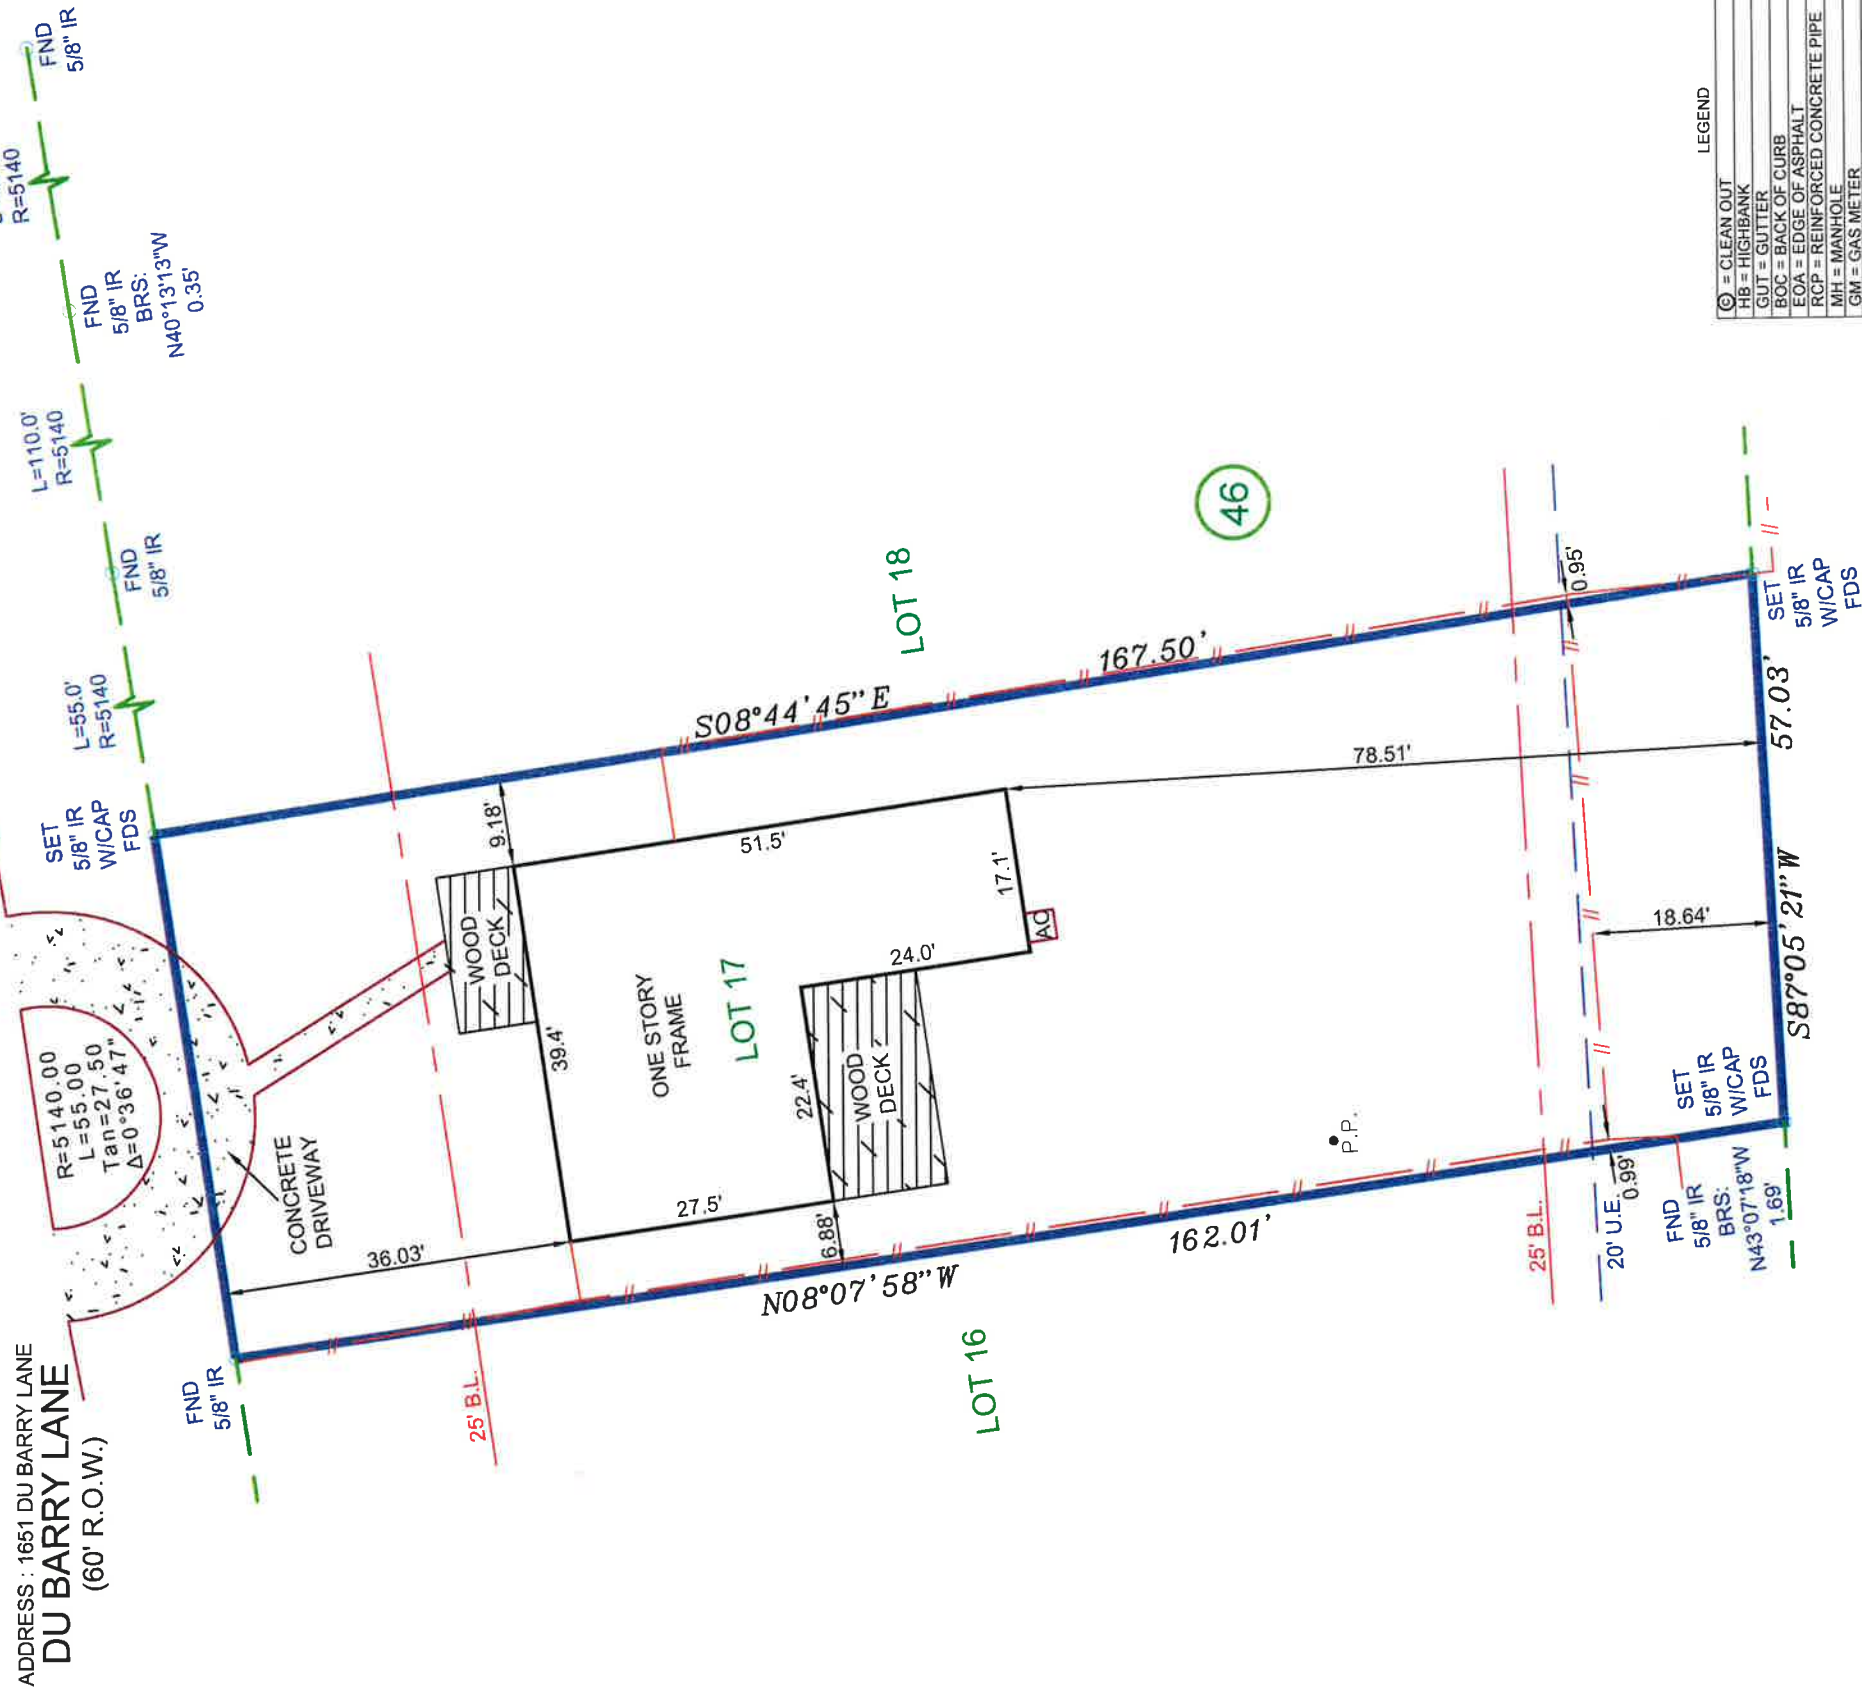 ADDRESS : 1651 DU BARRY LANE
DU BARRY LANE
(60' R.O.W.)
R=5140.00
L=55.00
Tan=27.50
Δ=0°36'47"
CONCRETE
DRIVEWAY
FND
5/8" IR
SET
5/8" IR
W/CAP
FDS
L=55.0'
R=5140
FND
5/8" IR
L=110.0'
R=5140
FND
5/8" IR
BRS:
N40°13'13"W
0.35'
R=5140
FND
5/8" IR
25' B.L.
36.03'
WOOD
DECK
9.18'
39.4'
51.5'
ONE STORY
FRAME
LOT 17
27.5'
22.4'
24.0'
17.1'
AC
WOOD
DECK
6.88'
N08°07'58"W
162.01'
LOT 16
S08°44'45"E
167.50'
LOT 18
46
78.51'
P.P.
25' B.L.
20' U.E.
0.99'
0.95'
18.64'
FND
5/8" IR
BRS:
N43°07'18"W
1.69'
SET
5/8" IR
W/CAP
FDS
S87°05'21"W
57.03'
SET
5/8" IR
W/CAP
FDS
LEGEND
© = CLEAN OUT
HB = HIGHBANK
GUT = GUTTER
BOC = BACK OF CURB
EOA = EDGE OF ASPHALT
RCP = REINFORCED CONCRETE PIPE
MH = MANHOLE
GM = GAS METER